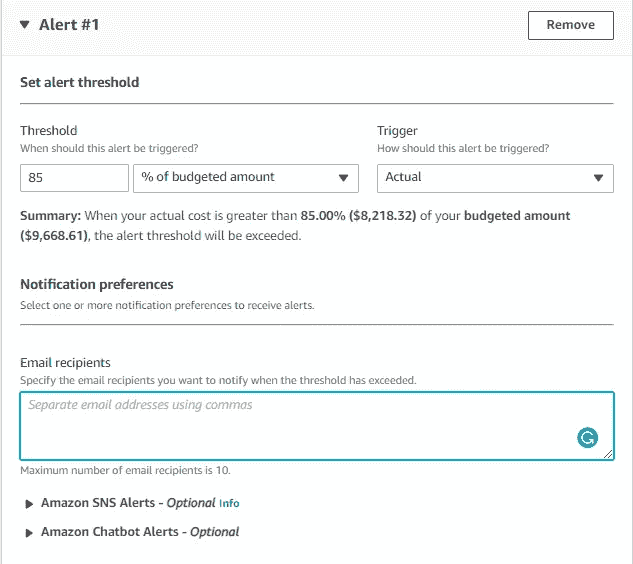 Alert #1
Remove
Set alert threshold
Threshold
Trigger
When should this alert be triggered?
How should this alert be triggered?
85
% of budgeted amount
Actual
Summary: When your actual cost is greater than 85.00% ($8,218.32) of your budgeted amount
($9,668.61), the alert threshold will be exceeded.
Notification preferences
Select one or more notification preferences to receive alerts.
Email recipients
Specify the email recipients you want to notify when the threshold has exceeded.
Separate email addresses using commas
Maximum number of email recipients is 10.
Amazon SNS Alerts - Optional Info
Amazon Chatbot Alerts - Optional